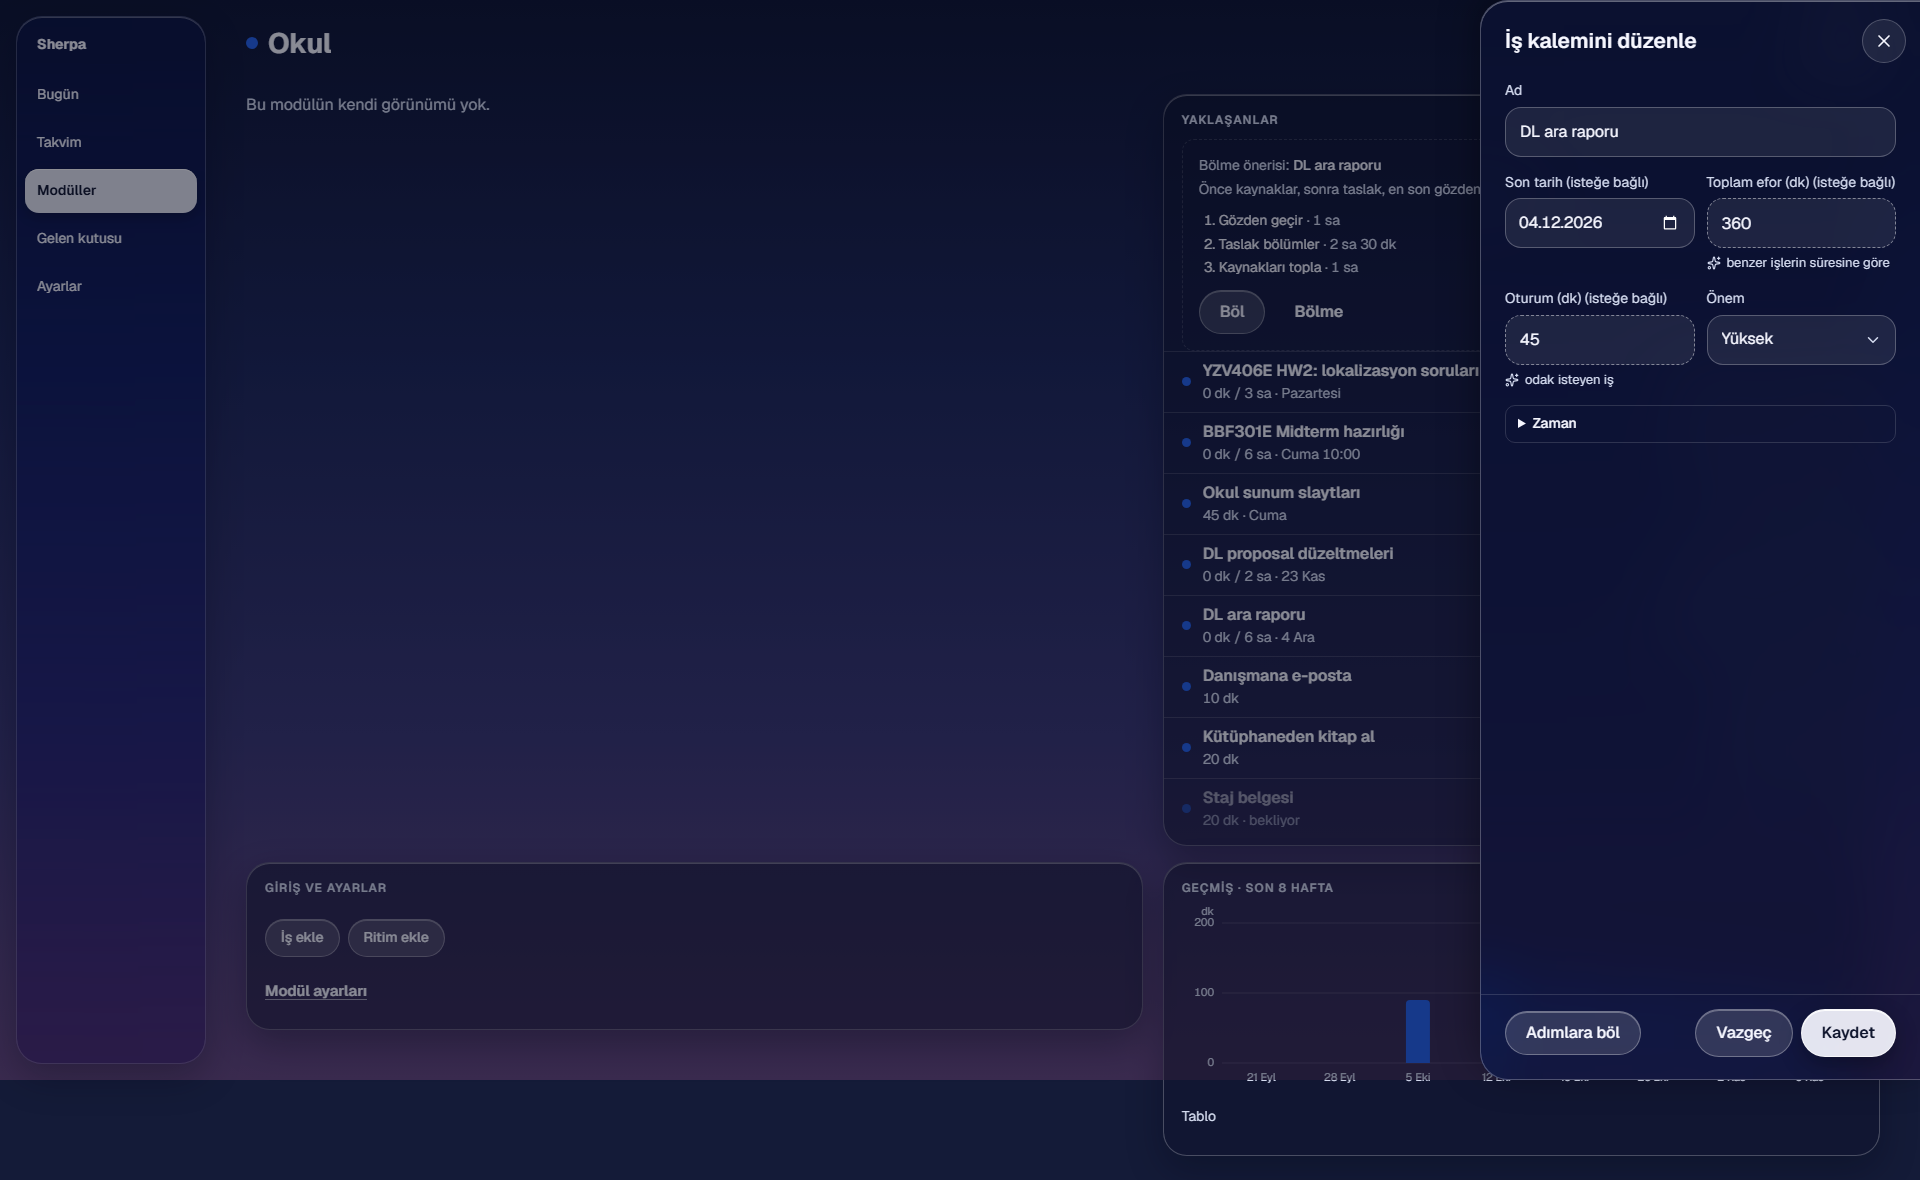 Sherpa
Bugün
Takvim
Modüller
Gelen kutusu
Ayarlar
Okul
Bu modülün kendi görünümü yok.
YAKLAŞANLAR
Bölme önerisi: DL ara raporu
Önce kaynaklar, sonra taslak, en son gözden
1. Gözden geçir · 1 sa
2. Taslak bölümler · 2 sa 30 dk
3. Kaynakları topla · 1 sa
Böl
Bölme
YZV406E HW2: lokalizasyon soruları
0 dk / 3 sa · Pazartesi
BBF301E Midterm hazırlığı
0 dk / 6 sa · Cuma 10:00
Okul sunum slaytları
45 dk · Cuma
DL proposal düzeltmeleri
0 dk / 2 sa · 23 Kas
DL ara raporu
0 dk / 6 sa · 4 Ara
Danışmana e-posta
10 dk
Kütüphaneden kitap al
20 dk
Staj belgesi
20 dk · bekliyor
GİRİŞ VE AYARLAR
İş ekle
Ritim ekle
Modül ayarları
GEÇMİŞ · SON 8 HAFTA
dk
200
100
0
21 Eyl
28 Eyl
5 Eki
Tablo
İş kalemini düzenle
Ad
DL ara raporu
Son tarih (isteğe bağlı)
Toplam efor (dk) (isteğe bağlı)
04.12.2026
360
benzer işlerin süresine göre
Oturum (dk) (isteğe bağlı)
Önem
45
Yüksek
odak isteyen iş
Zaman
Adımlara böl
Vazgeç
Kaydet